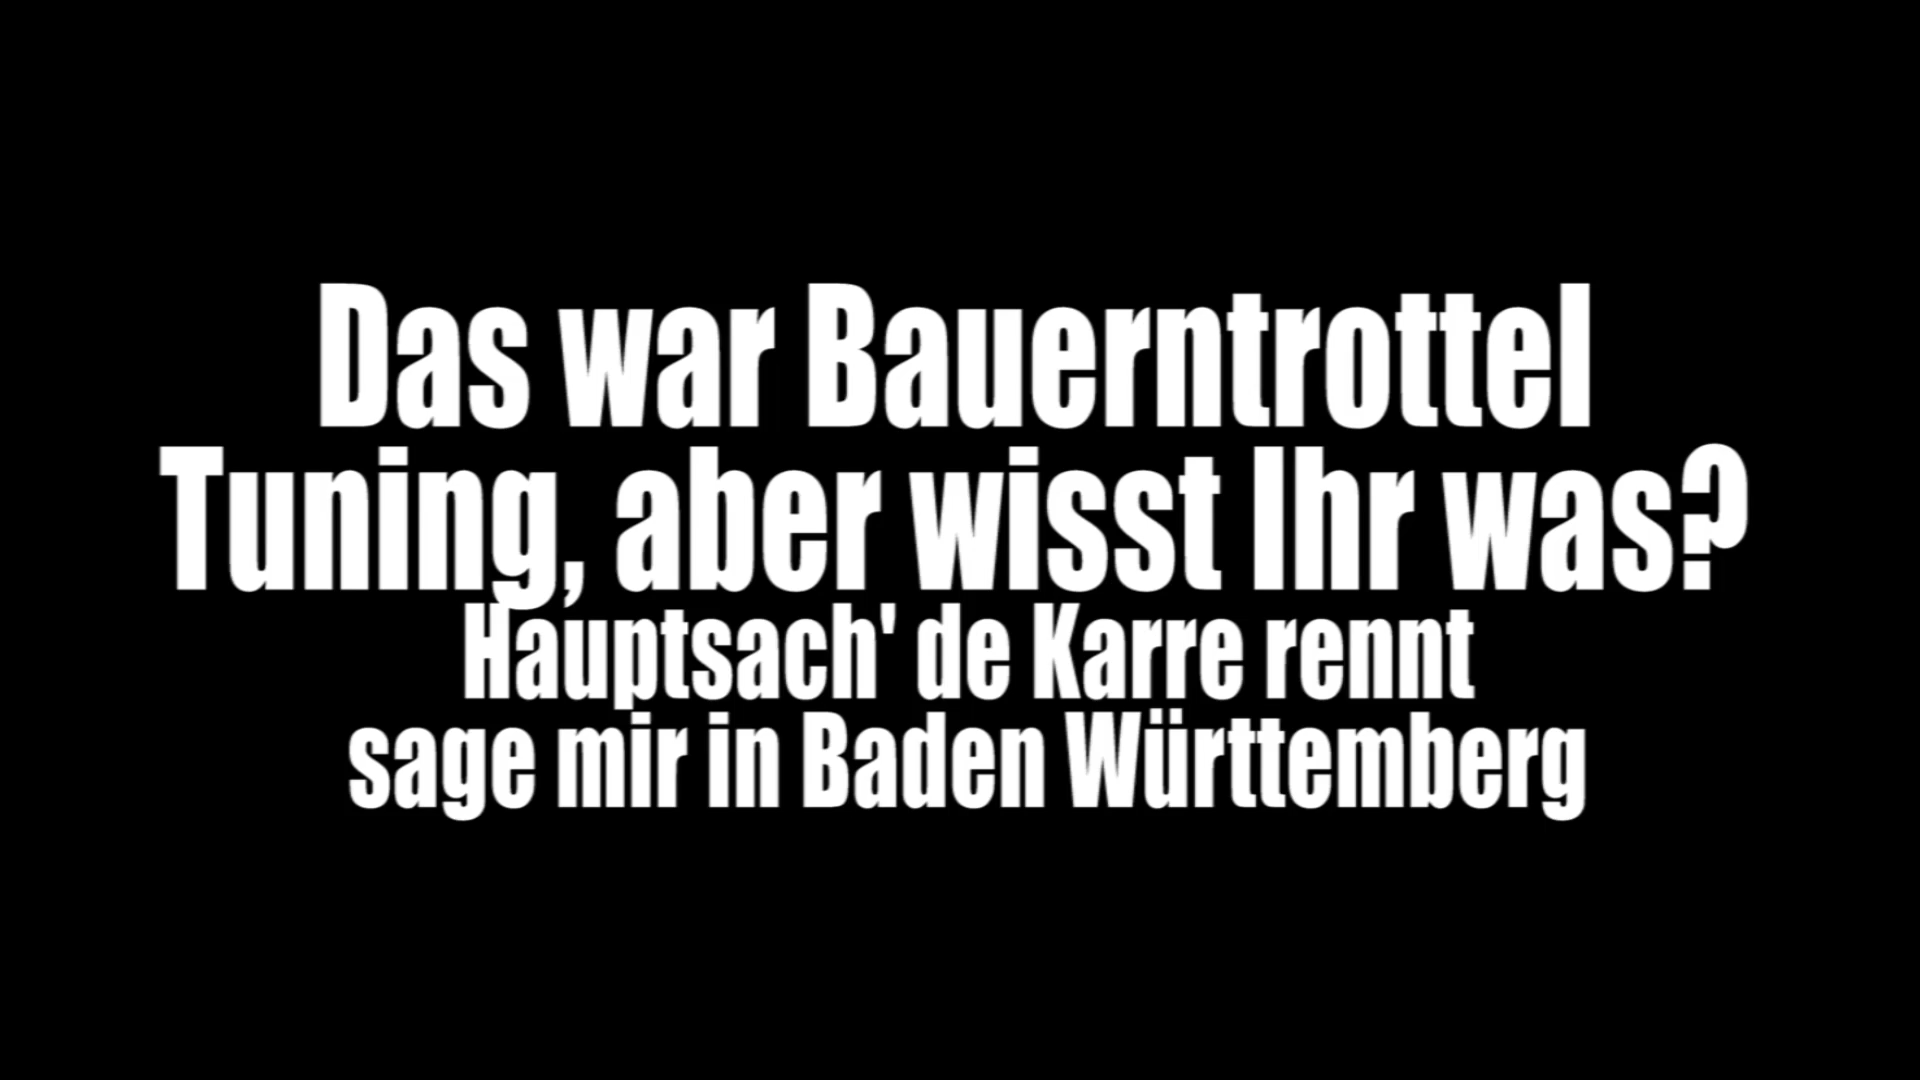 Das war Bauerntrottel
Tuning, aber wisst Ihr was?
Hauptsach' de Karre rennt
sage mir in Baden Württemberg